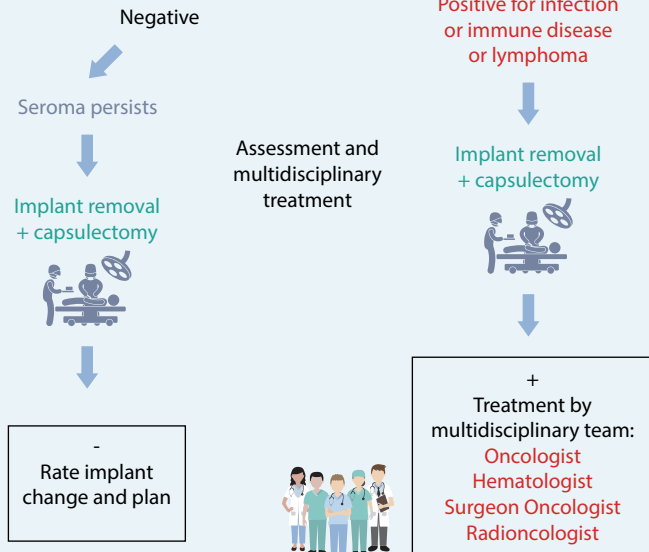 Negative
Seroma persists
Implant removal
+ capsulectomy
-
Rate implant
change and plan
Assessment and
multidisciplinary
treatment
Positive for infection
or immune disease
or lymphoma
Implant removal
+ capsulectomy
+
Treatment by
multidisciplinary team:
Oncologist
Hematologist
Surgeon Oncologist
Radioncologist